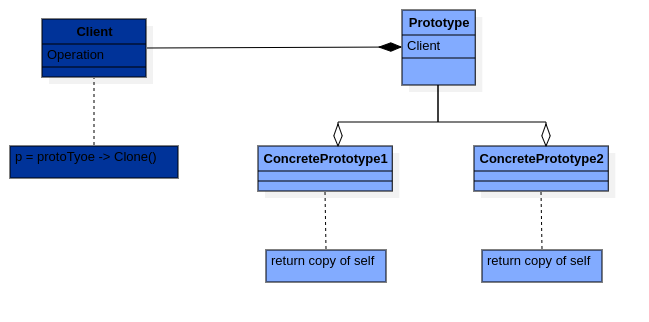 Client
Operation
Prototype
Client
p = protoTyoe -> Clone()
ConcretePrototype1
ConcretePrototype2
return copy of self
return copy of self